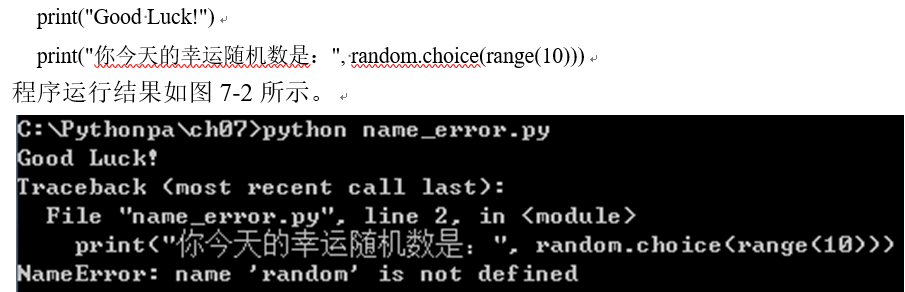 print("Good Luck!")
print("你今天的幸运随机数是：", random.choice(range(10)))
程序运行结果如图 7-2 所示。
C:\Pythonpa\ch07>python name_error.py
Good Luck!
Traceback (most recent call last):
  File "name_error.py", line 2, in <module>
    print("你今天的幸运随机数是：", random.choice(range(10)))
NameError: name 'random' is not defined